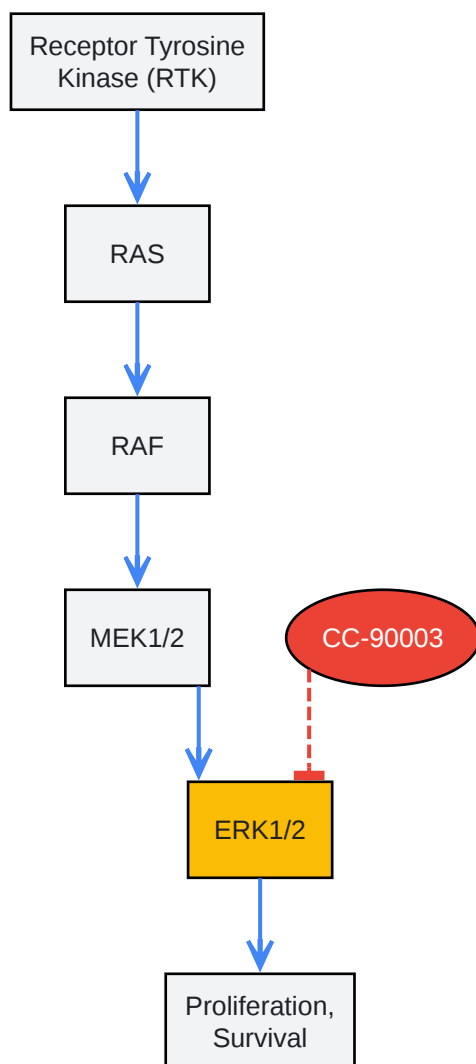 Receptor Tyrosine
Kinase (RTK)
RAS
RAF
MEK1/2
CC-90003
ERK1/2
Proliferation,
Survival